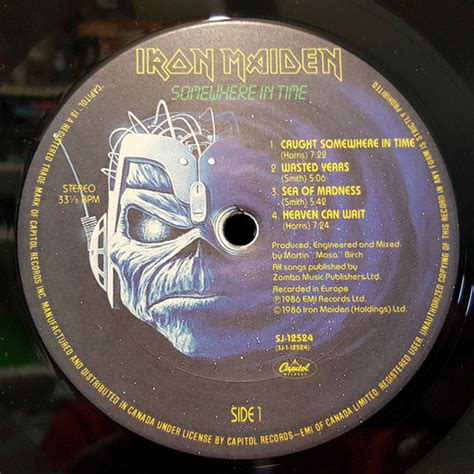 IRON MAIDEN
SOMEWHERE IN TIME
1. CAUGHT SOMEWHERE IN TIME
(Harris) 7:22
2. WASTED YEARS
(Smith) 5:06
3. SEA OF MADNESS
(Smith) 5:42
4. HEAVEN CAN WAIT
(Harris) 7:24
STEREO
33⅓ RPM
Produced, Engineered and Mixed
by Martin "Masa" Birch
All songs published by
Zomba Music Publishers Ltd.
Recorded in Europe
Ⓟ1986 EMI Records Ltd.
©1986 Iron Maiden (Holdings) Ltd.
SJ-12524
(SJ-1-12524)
Capitol
RECORDS
SIDE 1
CAPITOL IS A REGISTERED TRADE MARK OF CAPITOL RECORDS INC. MANUFACTURED AND DISTRIBUTED IN CANADA UNDER LICENSE BY CAPITOL RECORDS-EMI OF CANADA LIMITED. REGISTERED USER. UNAUTHORIZED COPYING OF THIS RECORD IN ANY FORM IS STRICTLY PROHIBITED